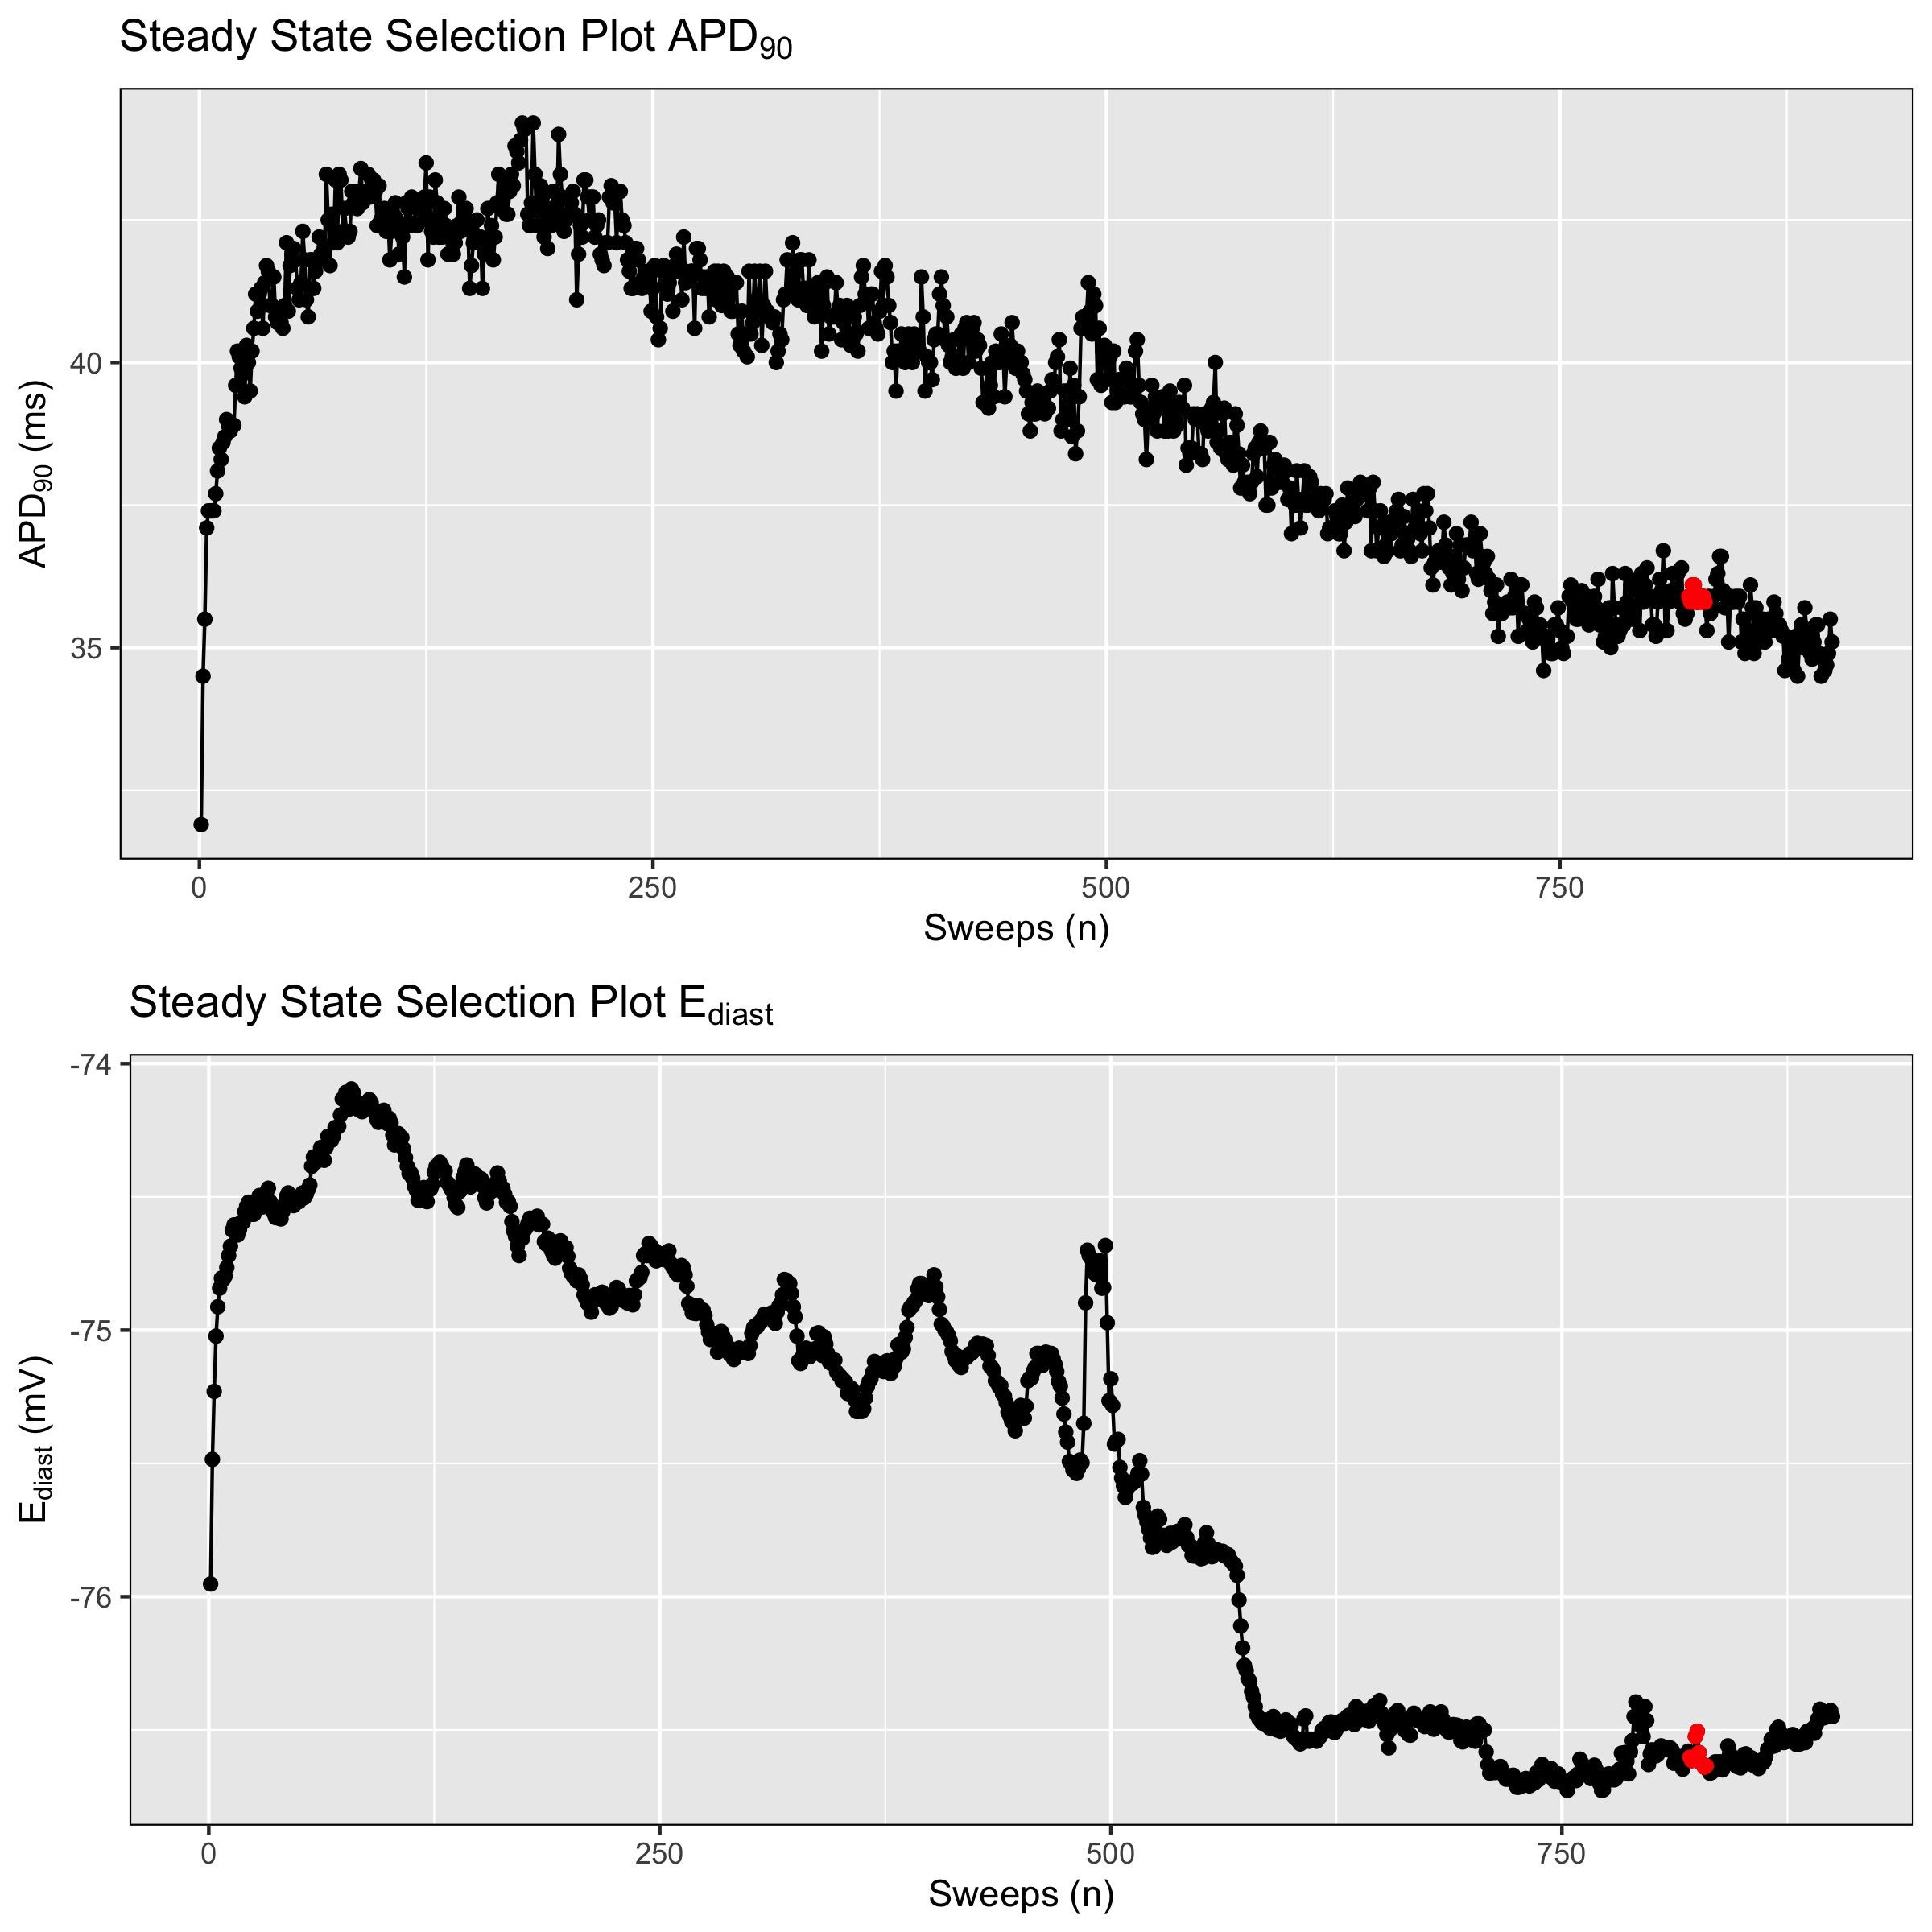 Steady State Selection Plot APD90
40
35
APD90 (ms)
0 250 500 750
Sweeps (n)
Steady State Selection Plot Ediast
-74
-75
-76
Ediast (mV)
0 250 500 750
Sweeps (n)